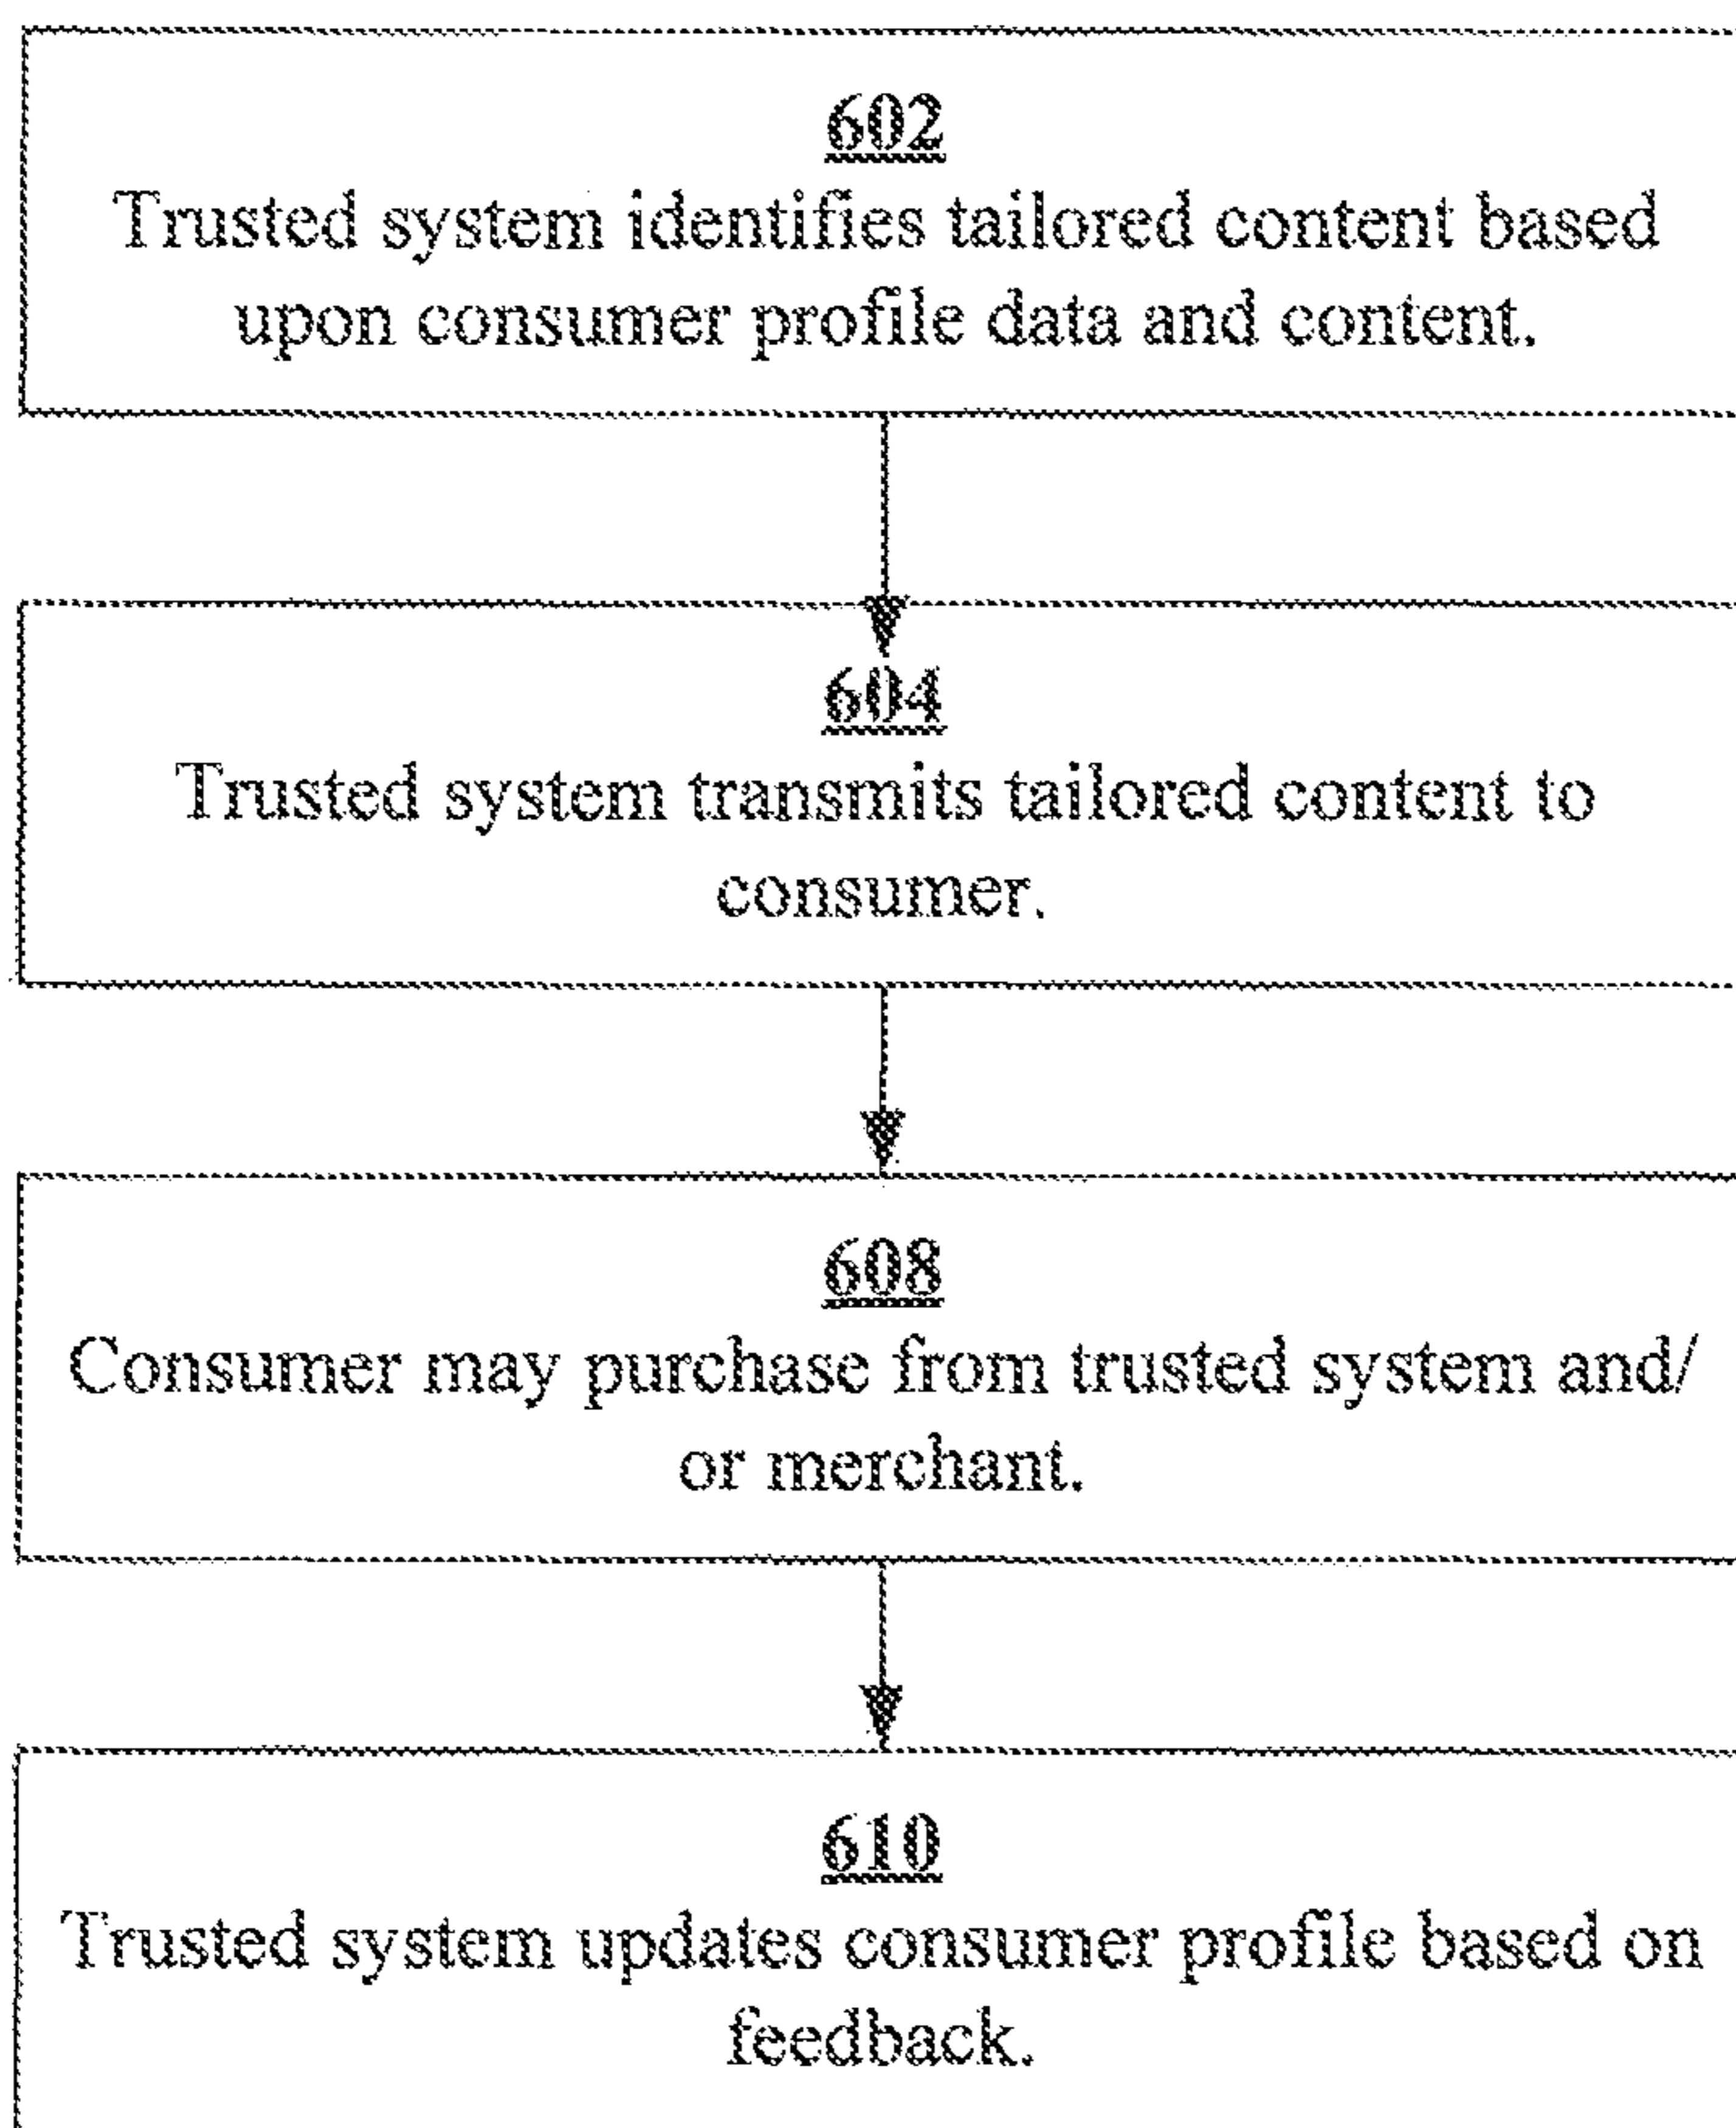 602
Trusted system identifies tailored content based
upon consumer profile data and content.
604
Trusted system transmits tailored content to
consumer.
608
Consumer may purchase from trusted system and/
or merchant.
610
Trusted system updates consumer profile based on
feedback.